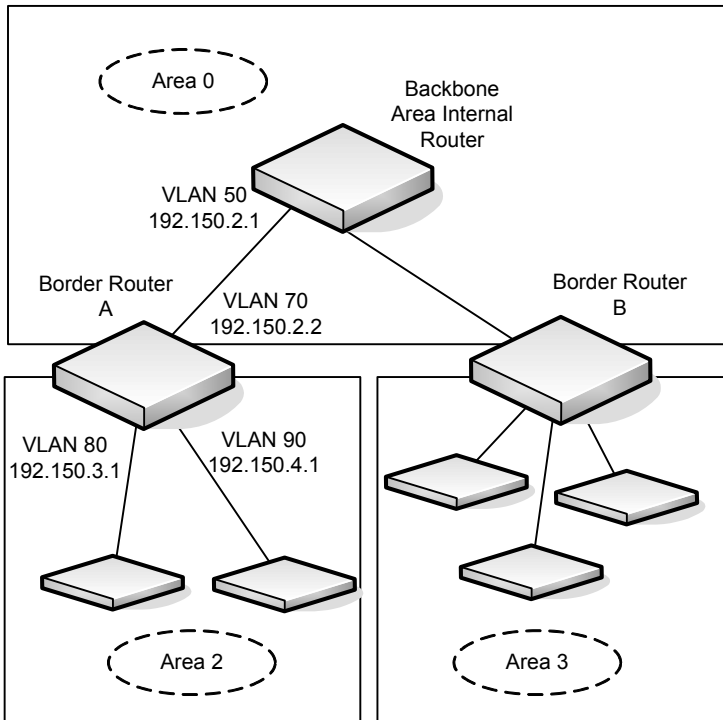 Area 0
Backbone
Area Internal
Router
VLAN 50
192.150.2.1
Border Router
A
VLAN 70
192.150.2.2
Border Router
B
VLAN 80
192.150.3.1
VLAN 90
192.150.4.1
Area 2
Area 3